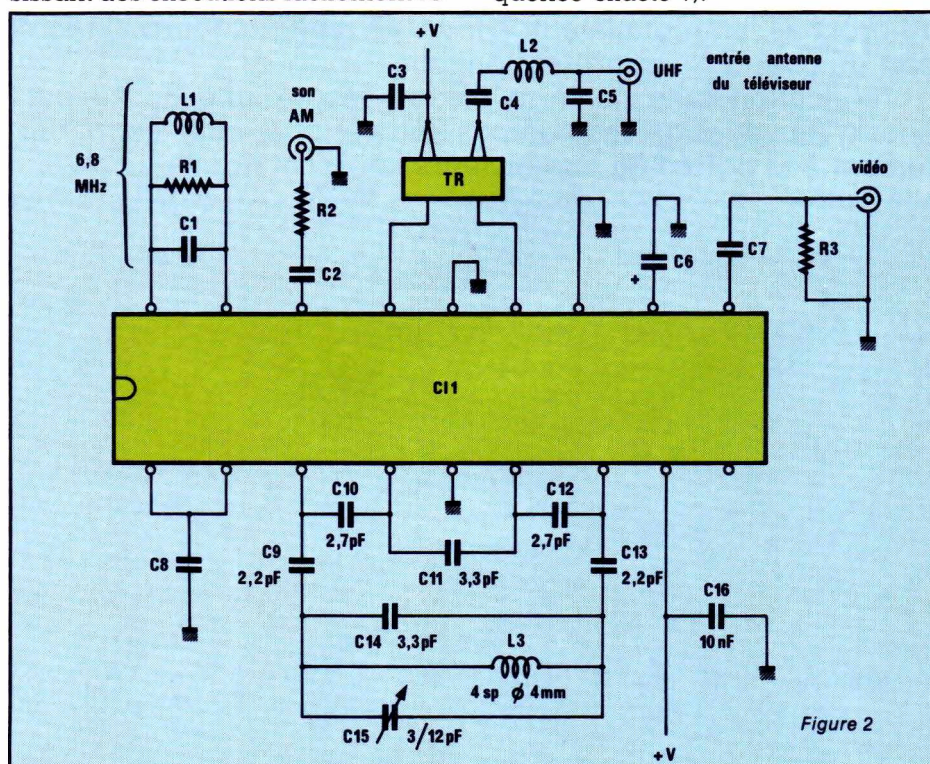 + V
L2
C3
UHF
entrée antenne
du téléviseur
C4
C5
L1
son
AM
6,8
MHz
R1
TR
vidéo
R2
C1
C6
+
C7
R3
C2
CI1
C10
2,7pF
C12
2,7pF
C8
C9
2,2pF
C11
3,3pF
C13
2,2pF
C14
3,3pF
C16
10nF
L3
4 sp ϕ 4mm
C15
3/12pF
+ V
Figure 2